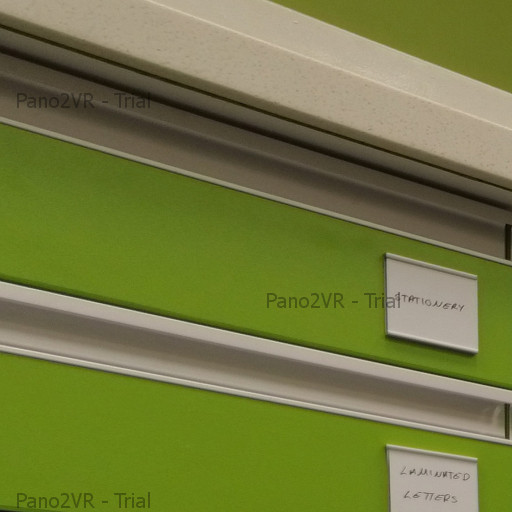 Pano2VR - Trial
Pano2VR - Trial
STATIONERY
LAMINATED
LETTERS
Pano2VR - Trial